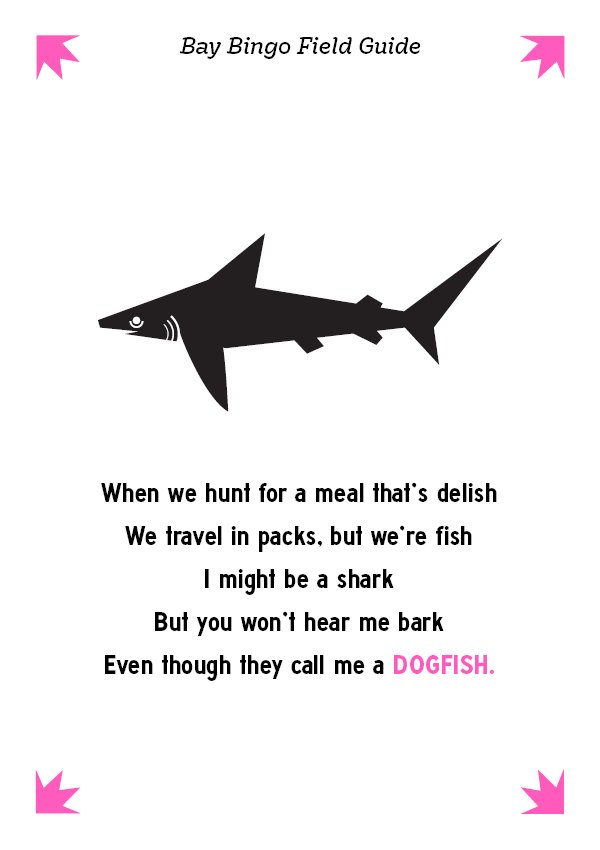 Bay Bingo Field Guide
When we hunt for a meal that's delish
We travel in packs, but we're fish
I might be a shark
But you won't hear me bark
Even though they call me a DOGFISH.